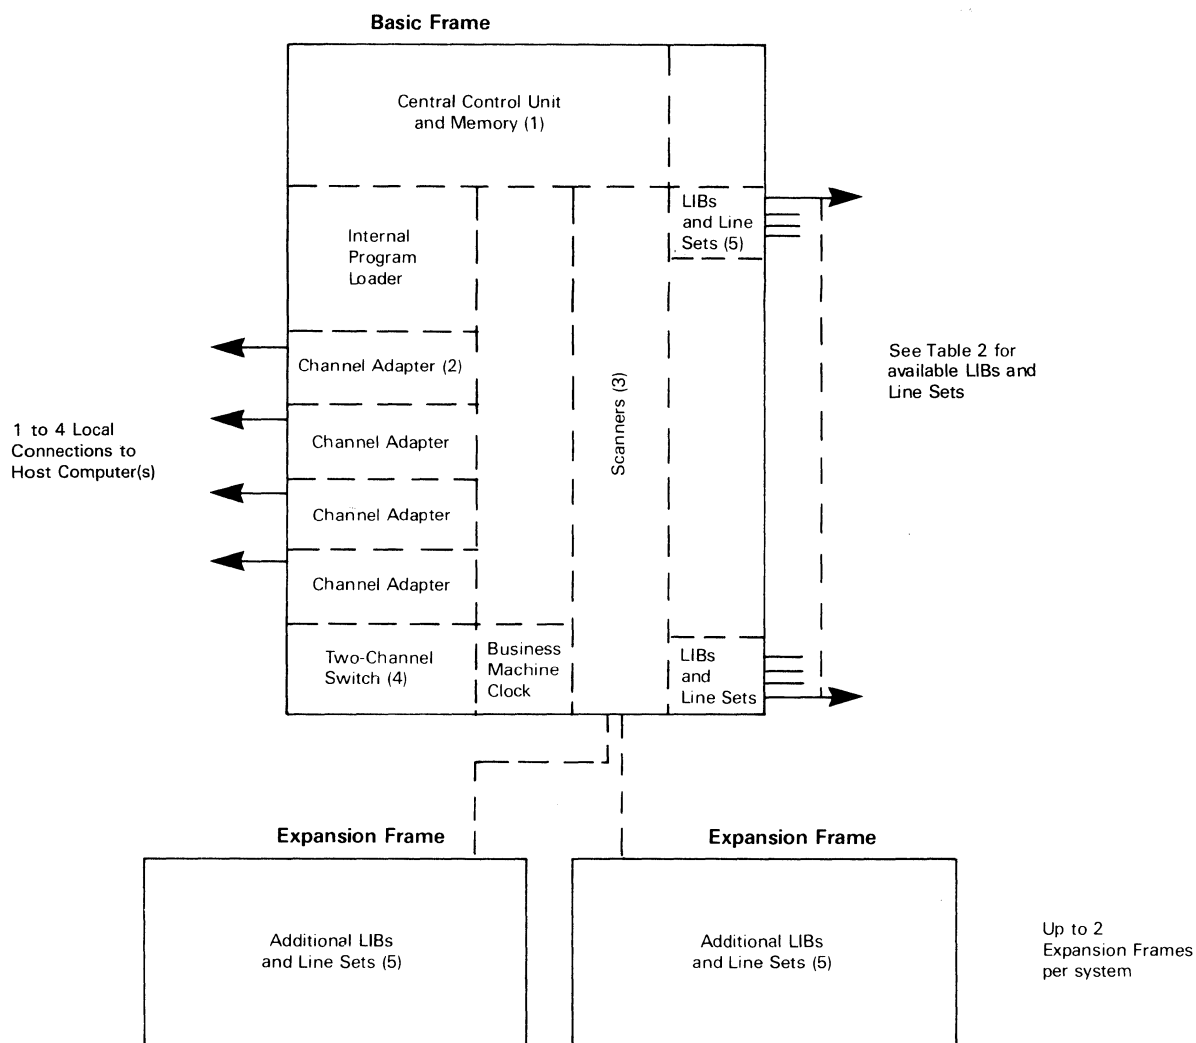 Basic Frame
Central Control Unit
and Memory (1)
LIBs
and Line
Sets (5)
Internal
Program
Loader
Channel Adapter (2)
Channel Adapter
Channel Adapter
Channel Adapter
1 to 4 Local
Connections to
Host Computer(s)
Scanners (3)
See Table 2 for
available LIBs and
Line Sets
Two-Channel
Switch (4)
Business
Machine
Clock
LIBs
and
Line Sets
Expansion Frame
Expansion Frame
Additional LIBs
and Line Sets (5)
Additional LIBs
and Line Sets (5)
Up to 2
Expansion Frames
per system